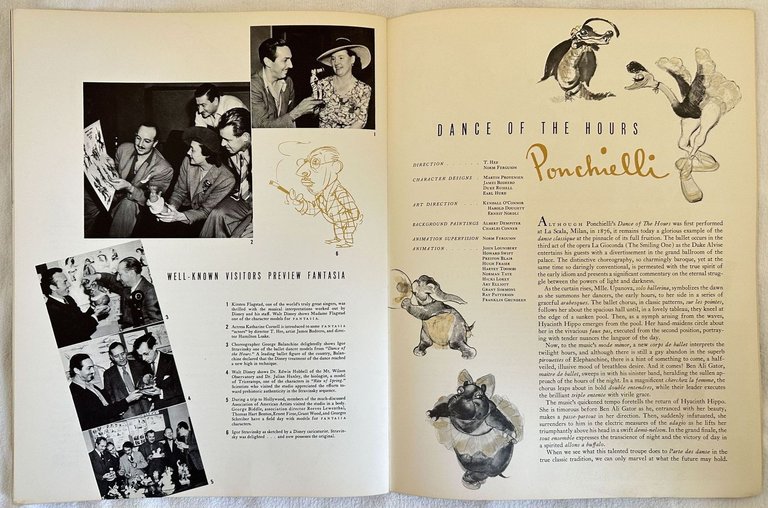 1
2
6
WELL-KNOWN VISITORS PREVIEW FANTASIA
1 Kirsten Flagstad, one of the world's truly great singers, was
thrilled with the musical interpretations worked out by
Disney and his staff. Walt Disney shows Madame Flagstad
one of the character models for FANTASIA.
2 Actress Katharine Cornell is introduced to some FANTASIA
"actors" by director T. Hee, artist James Bodrero, and director
Hamilton Luske.
3 Choreographer George Balanchine delightedly shows Igor
Stravinsky one of the ballet dancer models from "Dance of
the Hours." A leading ballet figure of the country, Balanchine
declared that the Disney treatment of the dance reached
a new high in technique.
4 Walt Disney shows Dr. Edwin Hubbell of the Mt. Wilson
Observatory and Dr. Julian Huxley, the biologist, a model
of Triceratops, one of the characters in "Rite of Spring."
Scientists who visited the studio appreciated the efforts toward
prehistoric authenticity in the Stravinsky sequence.
5 During a trip to Hollywood, members of the much-discussed
Association of American Artists visited the studio in a body.
George Biddle, association director Reeves Lewenthal,
Thomas Hart Benton, Ernest Fiene, Grant Wood, and Georges
Schreiber have a field day with models for FANTASIA
characters.
6 Igor Stravinsky as sketched by a Disney caricaturist. Stravinsky
was delighted . . . and now possesses the original.
3
4
5
DANCE OF THE HOURS
Ponchielli
DIRECTION . . . . . . . . T. Hee
Norm Ferguson
CHARACTER DESIGNS . Martin Provensen
James Bodrero
Duke Russell
Earl Hurd
ART DIRECTION . . . . Kendall O'Connor
Harold Doughty
Ernest Nordli
BACKGROUND PAINTINGS Albert Dempster
Charles Conner
ANIMATION SUPERVISION Norm Ferguson
ANIMATION . . . . . . . John Lounsbery
Howard Swift
Preston Blair
Hugh Fraser
Harvey Toombs
Hicks Lokey
Art Elliott
Grant Simmons
Ray Patterson
Franklin Grundeen
Although Ponchielli's Dance of The Hours was first performed
at La Scala, Milan, in 1876, it remains today a glorious example of the
danse classique at the pinnacle of its full fruition. The ballet occurs in the
third act of the opera La Gioconda (The Smiling One) as the Duke Alvise
entertains his guests with a divertissement in the grand ballroom of the
palace. The distinctive choreography, so charmingly baroque, yet at the
same time so daringly conventional, is permeated with the true spirit of
the early idiom and presents a significant commentary on the eternal struggle
between the powers of light and darkness.
As the curtain rises, Mlle. Upanova, solo ballerina, symbolizes the dawn
as she summones her dancers, the early hours, to her side in a series of
graceful arabesques. The ballet chorus, in classic patterns, sur les pointes,
follows her about the spacious hall until, in a lovely tableau, they kneel at
the edge of a sunken pool. Then, as a nymph arising from the waves,
Hyacinth Hippo emerges from the pool. Her hand-maidens circle about
her in the vivacious faux pas, executed from the second position, portraying
with tender nuances the languor of the day.
Now, to the music's mode sumeur, a new corps de ballet interprets the
twilight hours, and although there is still a gay abandon in the superb
pirouettes of Elephanchine, there is a hint of something to come, a half-
veiled, illusive mood of breathless desire. And it comes! Ben Ali Gator,
maître de ballet, sweeps in with his sinister band, heralding the sullen approach
of the hours of night. In a magnificent cherchez la femme, the
chorus leaps about in bold double entendres while their leader executes
the brilliant triple entente with virile grace.
The music's quickened tempo foretells the return of Hyacinth Hippo.
She is timorous before Ben Ali Gator as he, entranced with her beauty,
makes a passe-partout in her direction. Then, suddenly infatuated, she
surrenders to him in the electric measures of the adagio as he lifts her
triumphantly above his head in a swift demi-melon. In the grand finale, the
tout ensemble expresses the transience of night and the victory of day in
a spirited allons a buffalo.
When we see what this talented troupe does to l'arte des danse in the
true classic tradition, we can only marvel at what the future may hold.